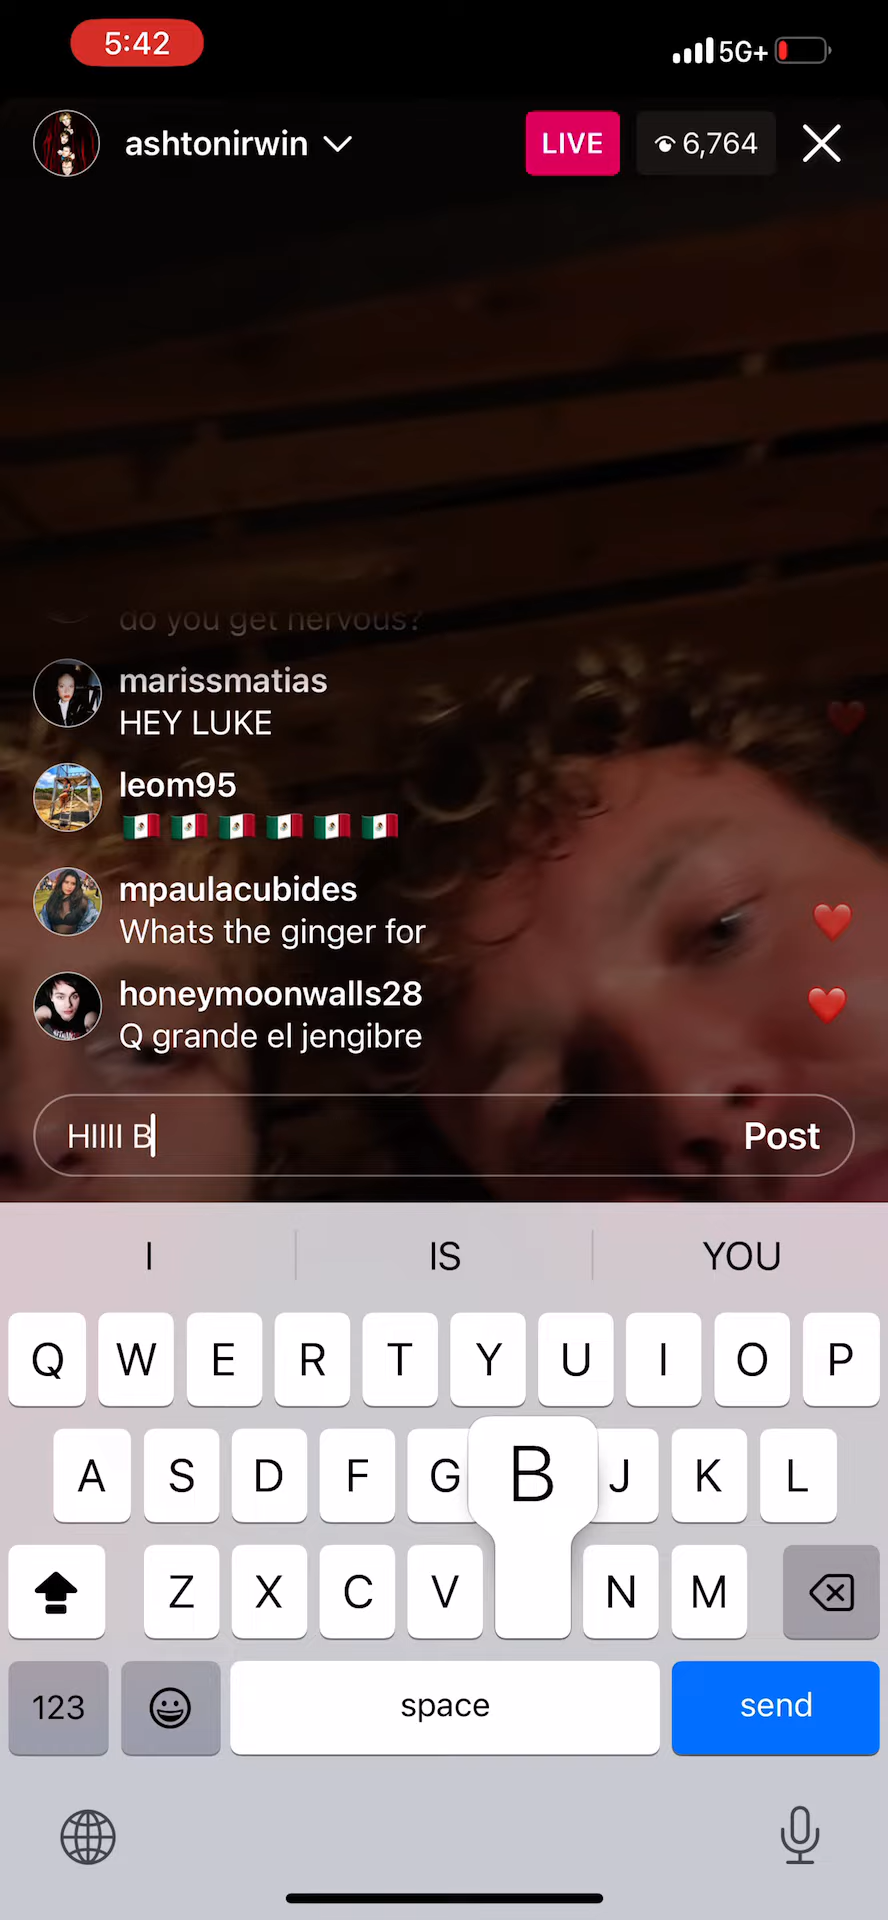 5:42
5G+
ashtonirwin
LIVE
6,764
do you get nervous?
marissmatias
HEY LUKE
leom95
🇲🇽 🇲🇽 🇲🇽 🇲🇽 🇲🇽 🇲🇽
mpaulacubides
Whats the ginger for
honeymoonwalls28
Q grande el jengibre
HIIII B
Post
I IS YOU
Q W E R T Y U I O P
A S D F G B J K L
Z X C V N M
123 space send